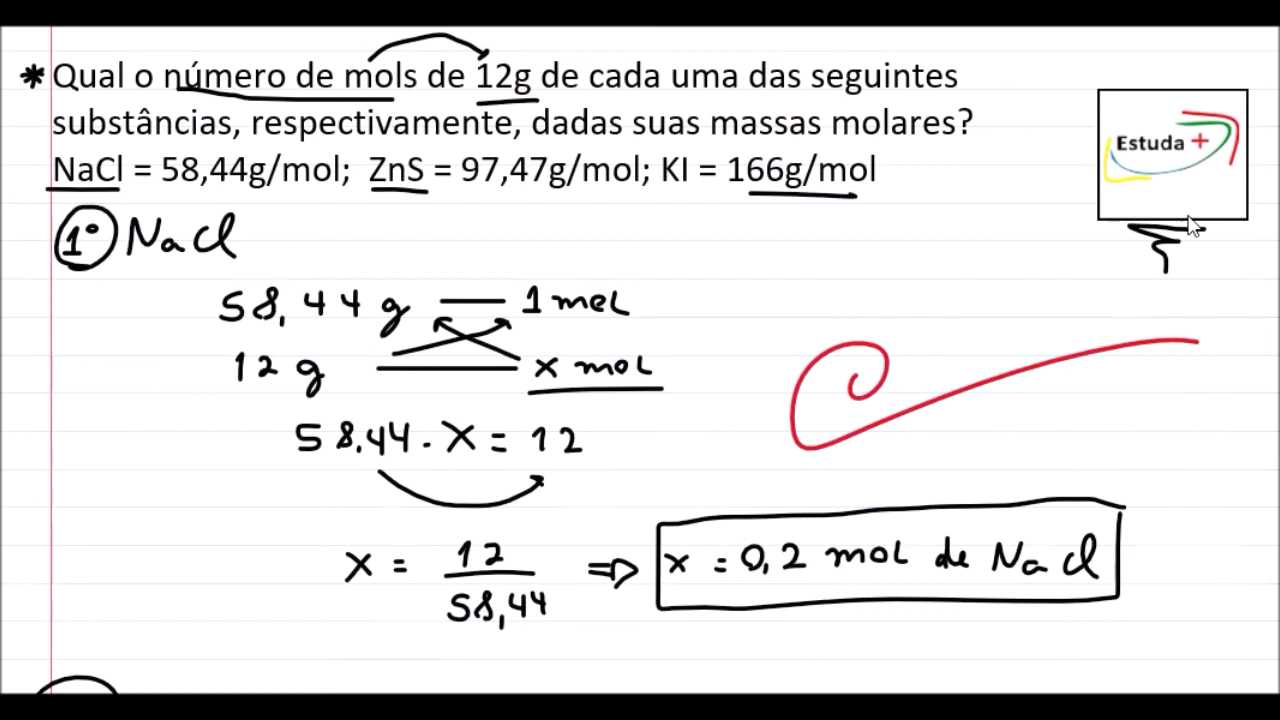 * Qual o número de mols de 12g de cada uma das seguintes
substâncias, respectivamente, dadas suas massas molares?
NaCl = 58,44g/mol; ZnS = 97,47g/mol; KI = 166g/mol
Estuda +
1º NaCl
58,44 g — 1 mol
12 g — x mol
58,44 . x = 12
x = 12 / 58,44 ⇒ x = 0,2 mol de NaCl